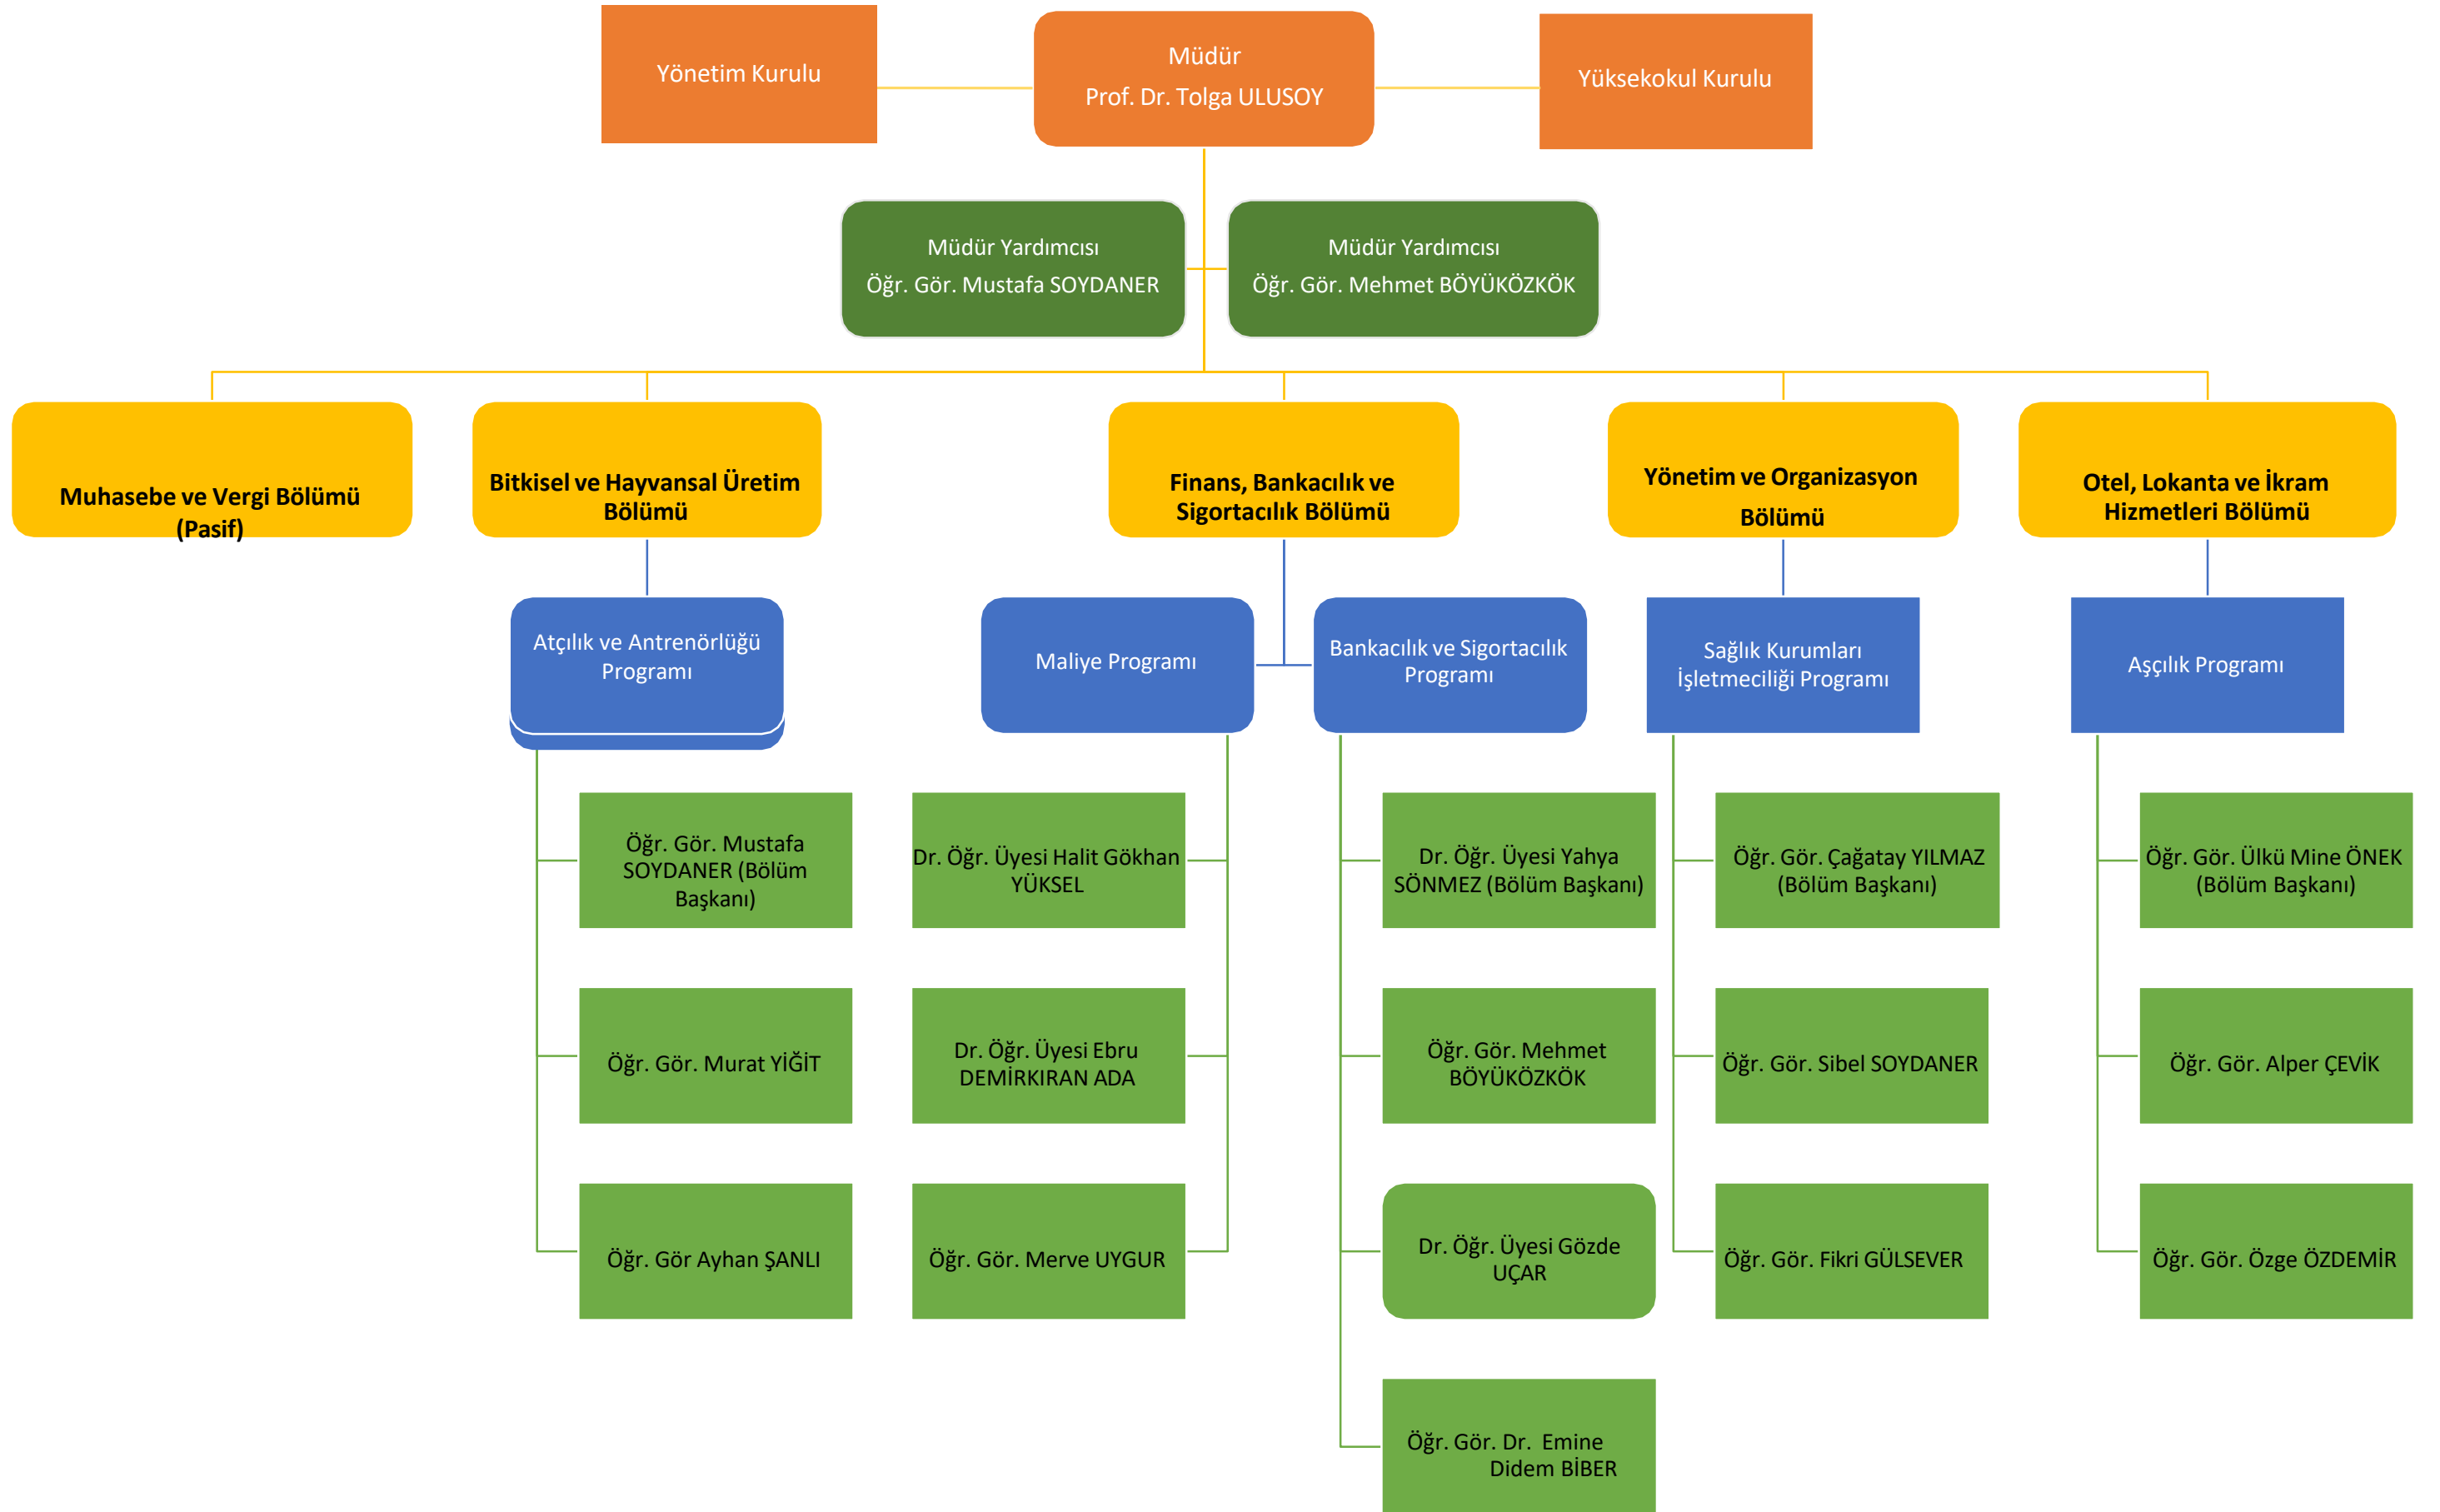 Yönetim Kurulu
Müdür
Prof. Dr. Tolga ULUSOY
Yüksekokul Kurulu
Müdür Yardımcısı
Öğr. Gör. Mustafa SOYDANER
Müdür Yardımcısı
Öğr. Gör. Mehmet BÖYÜKÖZKÖK
Muhasebe ve Vergi Bölümü
(Pasif)
Bitkisel ve Hayvansal Üretim
Bölümü
Finans, Bankacılık ve
Sigortacılık Bölümü
Yönetim ve Organizasyon
Bölümü
Otel, Lokanta ve İkram
Hizmetleri Bölümü
Atçılık ve Antrenörlüğü
Programı
Maliye Programı
Bankacılık ve Sigortacılık
Programı
Sağlık Kurumları
İşletmeciliği Programı
Aşçılık Programı
Öğr. Gör. Mustafa
SOYDANER (Bölüm
Başkanı)
Dr. Öğr. Üyesi Halit Gökhan
YÜKSEL
Dr. Öğr. Üyesi Yahya
SÖNMEZ (Bölüm Başkanı)
Öğr. Gör. Çağatay YILMAZ
(Bölüm Başkanı)
Öğr. Gör. Ülkü Mine ÖNEK
(Bölüm Başkanı)
Öğr. Gör. Murat YİĞİT
Dr. Öğr. Üyesi Ebru
DEMİRKIRAN ADA
Öğr. Gör. Mehmet
BÖYÜKÖZKÖK
Öğr. Gör. Sibel SOYDANER
Öğr. Gör. Alper ÇEVİK
Öğr. Gör Ayhan ŞANLI
Öğr. Gör. Merve UYGUR
Dr. Öğr. Üyesi Gözde
UÇAR
Öğr. Gör. Fikri GÜLSEVER
Öğr. Gör. Özge ÖZDEMİR
Öğr. Gör. Dr. Emine
Didem BİBER